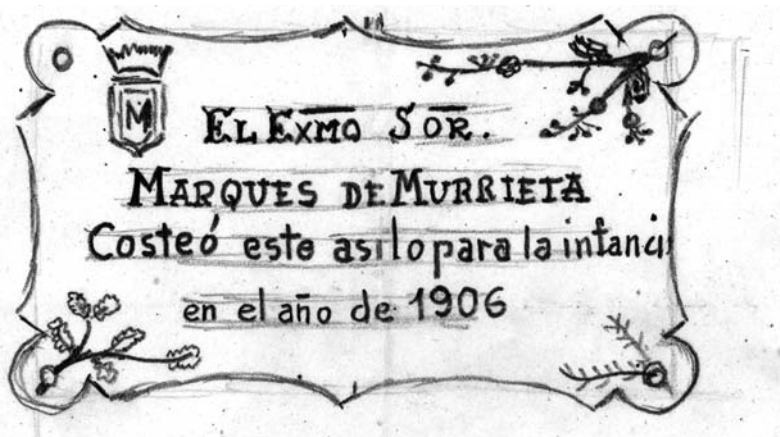 M
EL EXMO SOR.
MARQUES DE MURRIETA
Costeó este asilo para la infanci
en el año de 1906